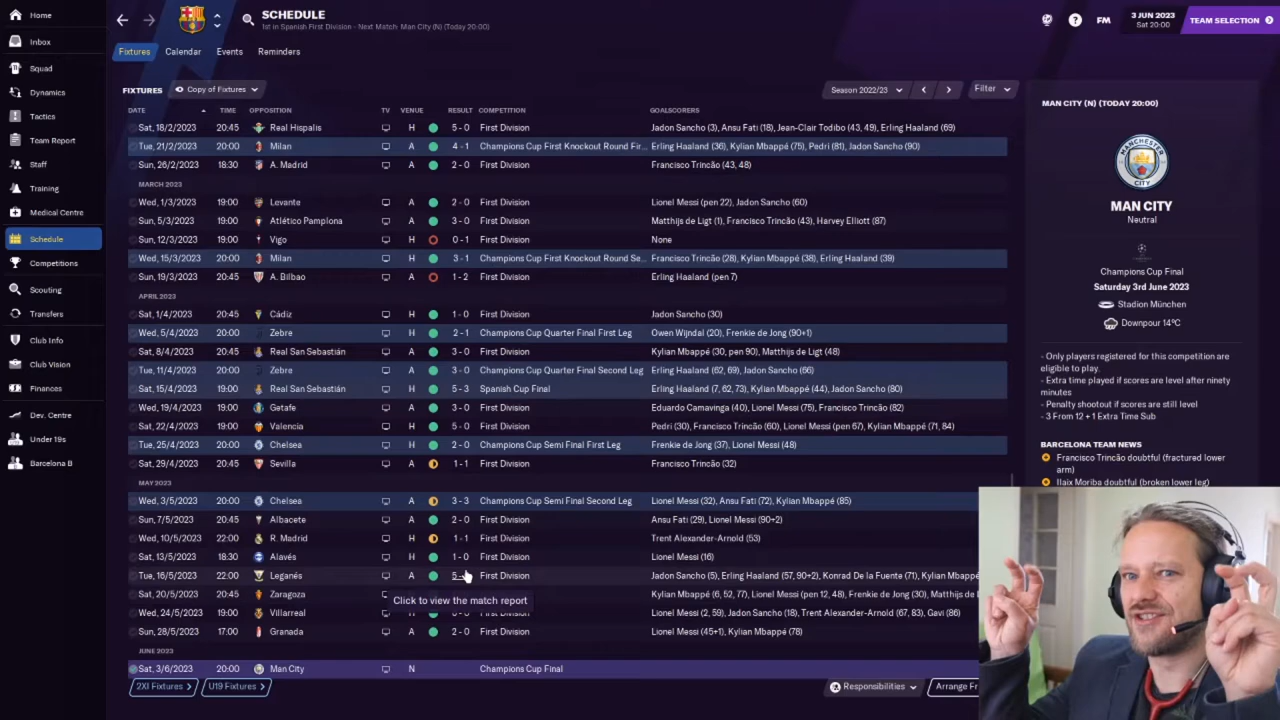 Home
Inbox
Squad
Dynamics
Tactics
Team Report
Staff
Training
Medical Centre
Schedule
Competitions
Scouting
Transfers
Club Info
Club Vision
Finances
Dev. Centre
Under 19s
Barcelona B
SCHEDULE
1st in Spanish First Division - Next Match: Man City (N) (Today 20:00)
FM
3 JUN 2023
Sat 20:00
TEAM SELECTION
Fixtures Calendar Events Reminders
FIXTURES Copy of Fixtures Season 2022/23 Filter
DATE TIME OPPOSITION TV VENUE RESULT COMPETITION GOALSCORERS
Sat, 18/2/2023 20:45 Real Hispalis H 5 - 0 First Division Jadon Sancho (3), Ansu Fati (18), Jean-Clair Todibo (43, 49), Erling Haaland (69)
Tue, 21/2/2023 20:00 Milan A 4 - 1 Champions Cup First Knockout Round Fir... Erling Haaland (36), Kylian Mbappé (75), Pedri (81), Jadon Sancho (90)
Sun, 26/2/2023 18:30 A. Madrid A 2 - 0 First Division Francisco Trincão (43, 48)
MARCH 2023
Wed, 1/3/2023 19:00 Levante A 2 - 0 First Division Lionel Messi (pen 22), Jadon Sancho (60)
Sun, 5/3/2023 19:00 Atlético Pamplona A 3 - 0 First Division Matthijs de Ligt (1), Francisco Trincão (43), Harvey Elliott (87)
Sun, 12/3/2023 19:00 Vigo H 0 - 1 First Division None
Wed, 15/3/2023 20:00 Milan H 3 - 1 Champions Cup First Knockout Round Se... Francisco Trincão (28), Kylian Mbappé (38), Erling Haaland (39)
Sun, 19/3/2023 20:45 A. Bilbao A 1 - 2 First Division Erling Haaland (pen 7)
APRIL 2023
Sat, 1/4/2023 20:45 Cádiz H 1 - 0 First Division Jadon Sancho (30)
Wed, 5/4/2023 20:00 Zebre H 2 - 1 Champions Cup Quarter Final First Leg Owen Wijndal (20), Frenkie de Jong (90+1)
Sat, 8/4/2023 20:45 Real San Sebastián A 3 - 0 First Division Kylian Mbappé (30, pen 90), Matthijs de Ligt (48)
Tue, 11/4/2023 20:00 Zebre A 3 - 0 Champions Cup Quarter Final Second Leg Erling Haaland (62, 69), Jadon Sancho (66)
Sat, 15/4/2023 19:00 Real San Sebastián H 5 - 3 Spanish Cup Final Erling Haaland (7, 62, 73), Kylian Mbappé (44), Jadon Sancho (80)
Wed, 19/4/2023 19:00 Getafe H 3 - 0 First Division Eduardo Camavinga (40), Lionel Messi (75), Francisco Trincão (82)
Sat, 22/4/2023 19:00 Valencia H 5 - 0 First Division Pedri (30), Francisco Trincão (60), Lionel Messi (pen 67), Kylian Mbappé (71, 84)
Tue, 25/4/2023 20:00 Chelsea H 2 - 0 Champions Cup Semi Final First Leg Frenkie de Jong (37), Lionel Messi (48)
Sat, 29/4/2023 20:45 Sevilla A 1 - 1 First Division Francisco Trincão (32)
MAY 2023
Wed, 3/5/2023 20:00 Chelsea A 3 - 3 Champions Cup Semi Final Second Leg Lionel Messi (32), Ansu Fati (72), Kylian Mbappé (85)
Sun, 7/5/2023 20:45 Albacete A 2 - 0 First Division Ansu Fati (29), Lionel Messi (90+2)
Wed, 10/5/2023 22:00 R. Madrid H 1 - 1 First Division Trent Alexander-Arnold (53)
Sat, 13/5/2023 18:30 Alavés H 1 - 0 First Division Lionel Messi (16)
Tue, 16/5/2023 22:00 Leganés A 5 - First Division Jadon Sancho (5), Erling Haaland (57, 90+2), Konrad De la Fuente (71), Kylian Mbapp
Sat, 20/5/2023 20:45 Zaragoza First Division Kylian Mbappé (6, 52, 77), Lionel Messi (pen 12, 48), Frenkie de Jong (30), Matthijs de
Click to view the match report
Wed, 24/5/2023 19:00 Villarreal First Division Lionel Messi (2, 59), Jadon Sancho (18), Trent Alexander-Arnold (67, 83), Gavi (86)
Sun, 28/5/2023 17:00 Granada A 2 - 0 First Division Lionel Messi (45+1), Kylian Mbappé (78)
JUNE 2023
Sat, 3/6/2023 20:00 Man City N Champions Cup Final
2XI Fixtures U19 Fixtures Responsibilities Arrange Fr
MAN CITY (N) (TODAY 20:00)
MAN CITY
Neutral
Champions Cup Final
Saturday 3rd June 2023
Stadion München
Downpour 14°C
- Only players registered for this competition are
eligible to play.
- Extra time played if scores are level after ninety
minutes
- Penalty shootout if scores are still level
- 3 From 12 + 1 Extra Time Sub
BARCELONA TEAM NEWS
Francisco Trincão doubtful (fractured lower
arm)
Ilaix Moriba doubtful (broken lower leg)